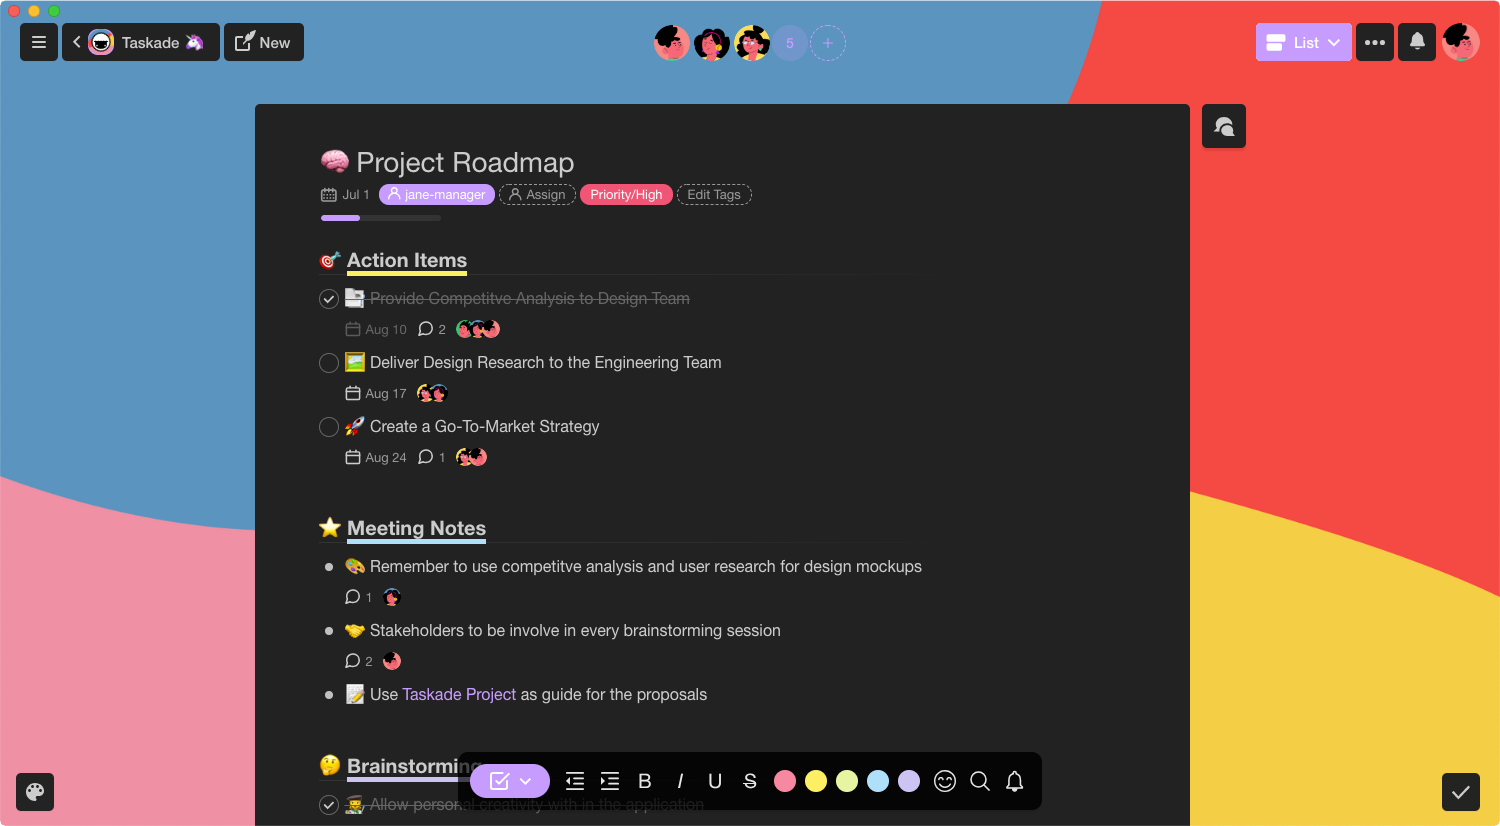 Taskade
New
5
List
Project Roadmap
Jul 1 jane-manager Assign Priority/High Edit Tags
Action Items
Provide Competitve Analysis to Design Team
Aug 10 2
Deliver Design Research to the Engineering Team
Aug 17
Create a Go-To-Market Strategy
Aug 24 1
Meeting Notes
Remember to use competitve analysis and user research for design mockups
1
Stakeholders to be involve in every brainstorming session
2
Use Taskade Project as guide for the proposals
Brainstorming
B I U S
Allow personal creativity with in the application